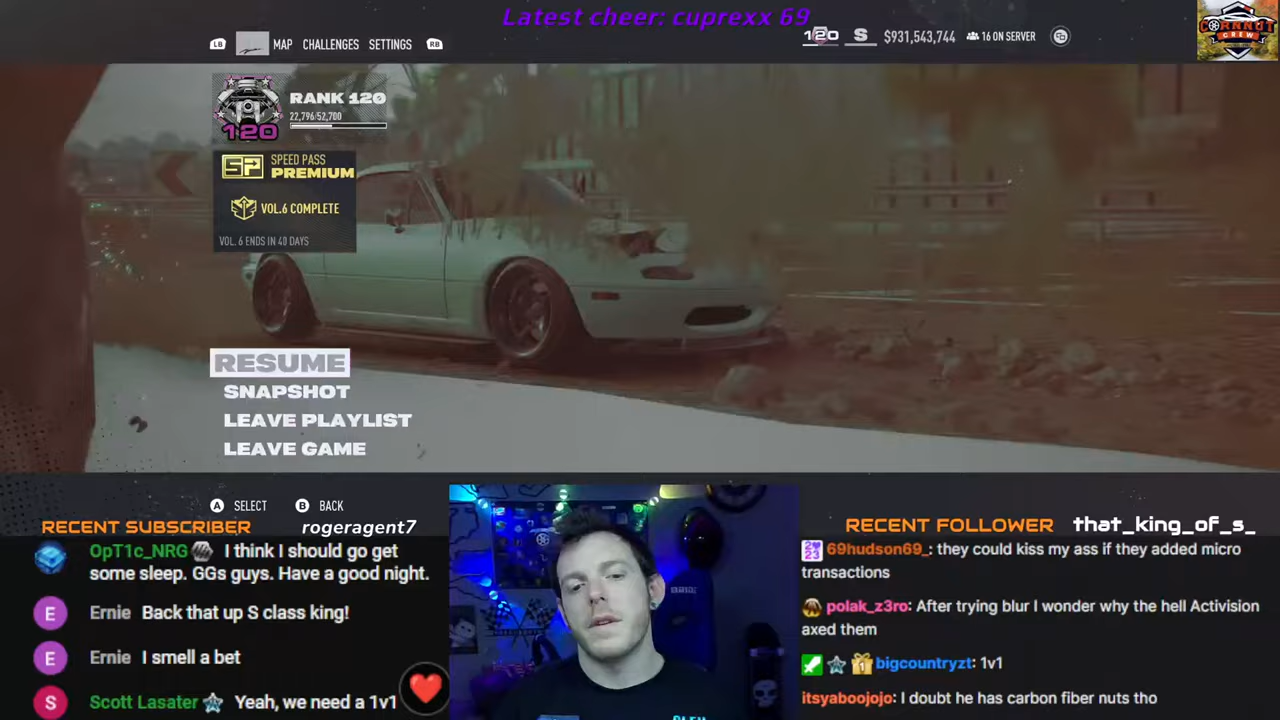 Latest cheer: cuprexx 69
LB MAP CHALLENGES SETTINGS RB
120 S $931,543,744 16 ON SERVER
CORNNUT
CREW
RANK 120
22,796/52,700
120
SP SPEED PASS
PREMIUM
VOL.6 COMPLETE
VOL. 6 ENDS IN 40 DAYS
RESUME
SNAPSHOT
LEAVE PLAYLIST
LEAVE GAME
A SELECT B BACK
RECENT SUBSCRIBER rogeragent7
OpT1c_NRG I think I should go get
some sleep. GGs guys. Have a good night.
E Ernie Back that up S class king!
E Ernie I smell a bet
S Scott Lasater Yeah, we need a 1v1
RECENT FOLLOWER that_king_of_s_
69hudson69_: they could kiss my ass if they added micro
transactions
polak_z3ro: After trying blur I wonder why the hell Activision
axed them
1 bigcountryzt: 1v1
itsyaboojojo: I doubt he has carbon fiber nuts tho